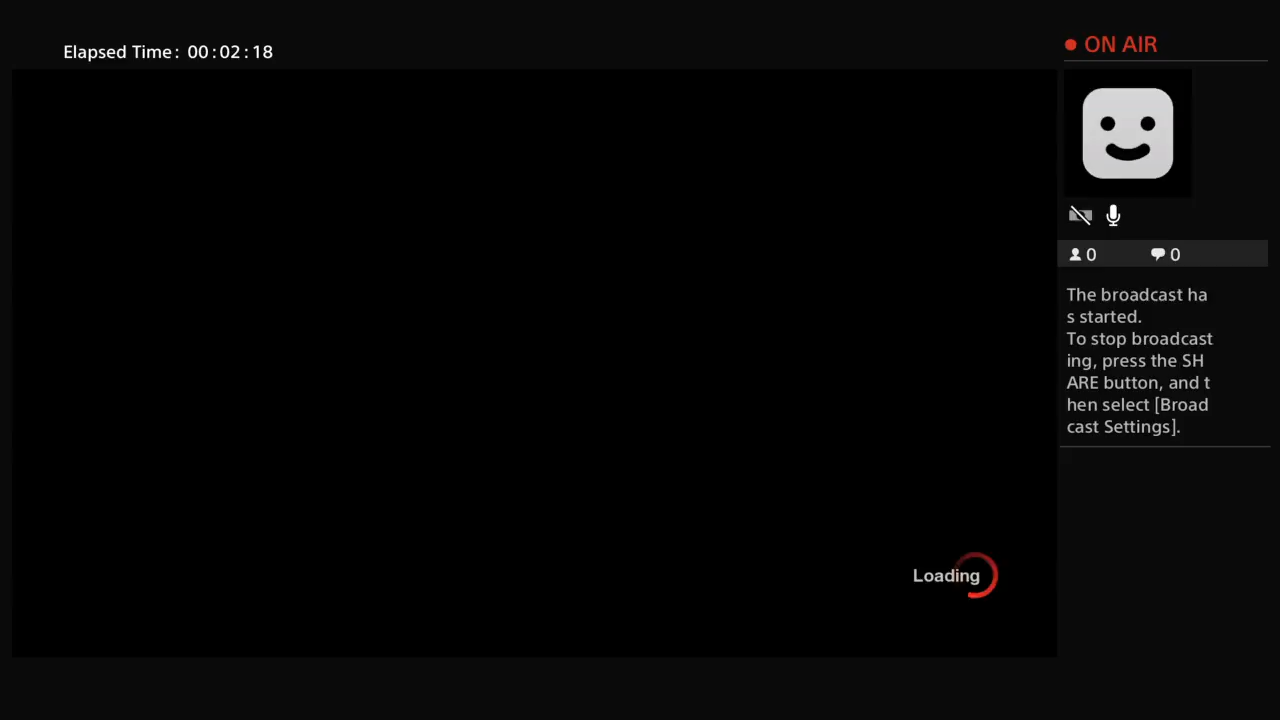 Elapsed Time: 00:02:18
ON AIR
0 0
The broadcast ha
s started.
To stop broadcast
ing, press the SH
ARE button, and t
hen select [Broad
cast Settings].
Loading